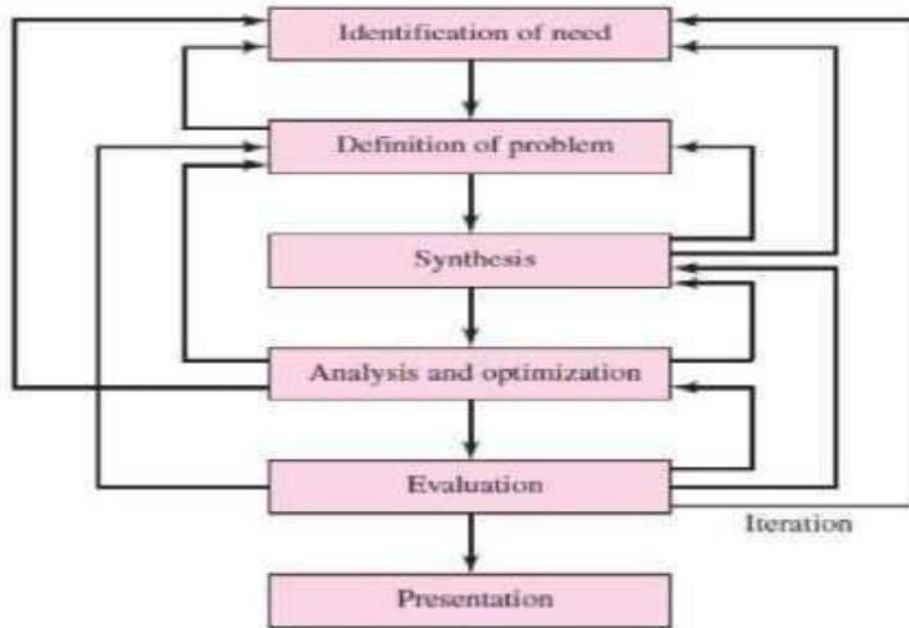 Identification of need
Definition of problem
Synthesis
Analysis and optimization
Evaluation
Iteration
Presentation